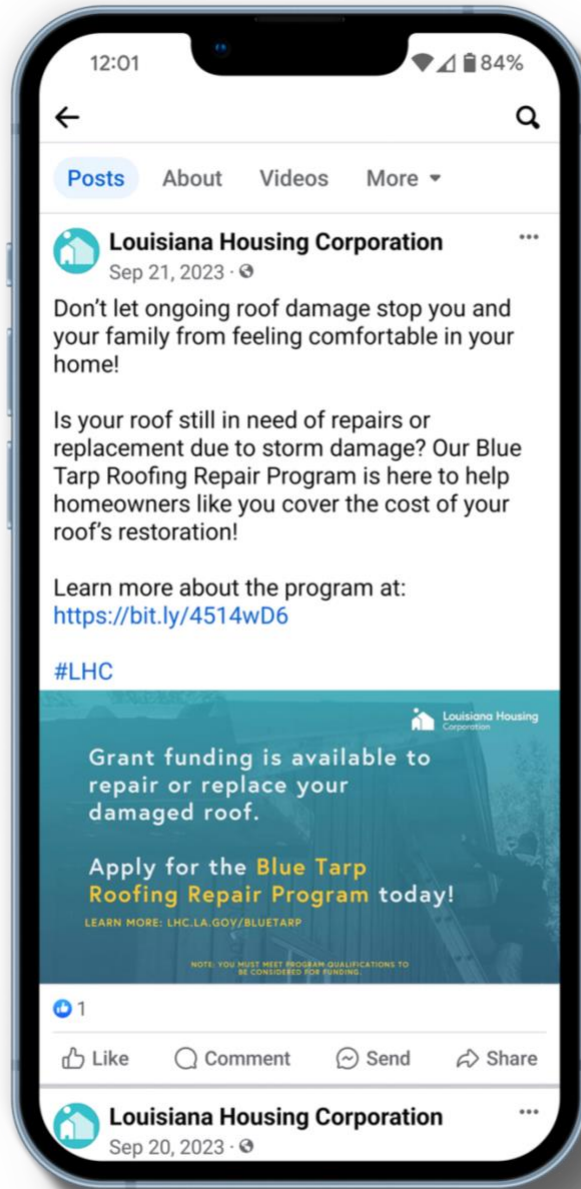 12:01 84%
Posts About Videos More
Louisiana Housing Corporation
Sep 21, 2023 ·
Don’t let ongoing roof damage stop you and
your family from feeling comfortable in your
home!
Is your roof still in need of repairs or
replacement due to storm damage? Our Blue
Tarp Roofing Repair Program is here to help
homeowners like you cover the cost of your
roof’s restoration!
Learn more about the program at:
https://bit.ly/4514wD6
#LHC
Louisiana Housing
Corporation
Grant funding is available to
repair or replace your
damaged roof.
Apply for the Blue Tarp
Roofing Repair Program today!
LEARN MORE: LHC.LA.GOV/BLUETARP
NOTE: YOU MUST MEET PROGRAM QUALIFICATIONS TO
BE CONSIDERED FOR FUNDING.
1
Like Comment Send Share
Louisiana Housing Corporation
Sep 20, 2023 ·